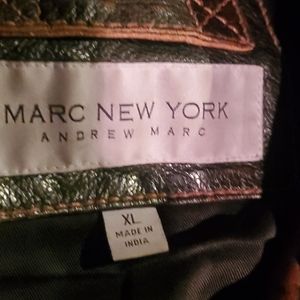 MARC NEW YORK
ANDREW MARC
XL
MADE IN
INDIA